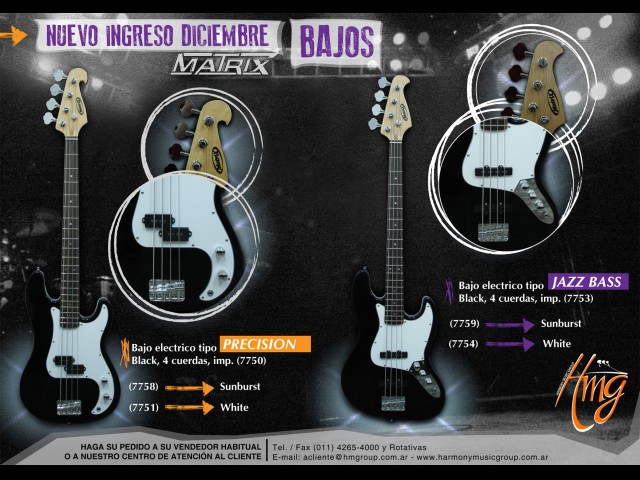 NUEVO INGRESO DICIEMBRE
BAJOS
MATRIX
Bajo electrico tipo PRECISION
Black, 4 cuerdas, imp. (7750)
(7758) Sunburst
(7751) White
Bajo electrico tipo JAZZ BASS
Black, 4 cuerdas, imp. (7753)
(7759) Sunburst
(7754) White
Hmg
HAGA SU PEDIDO A SU VENDEDOR HABITUAL
O A NUESTRO CENTRO DE ATENCIÓN AL CLIENTE
Tel. / Fax (011) 4265-4000 y Rotativas
E-mail: acliente@hmgroup.com.ar - www.harmonymusicgroup.com.ar